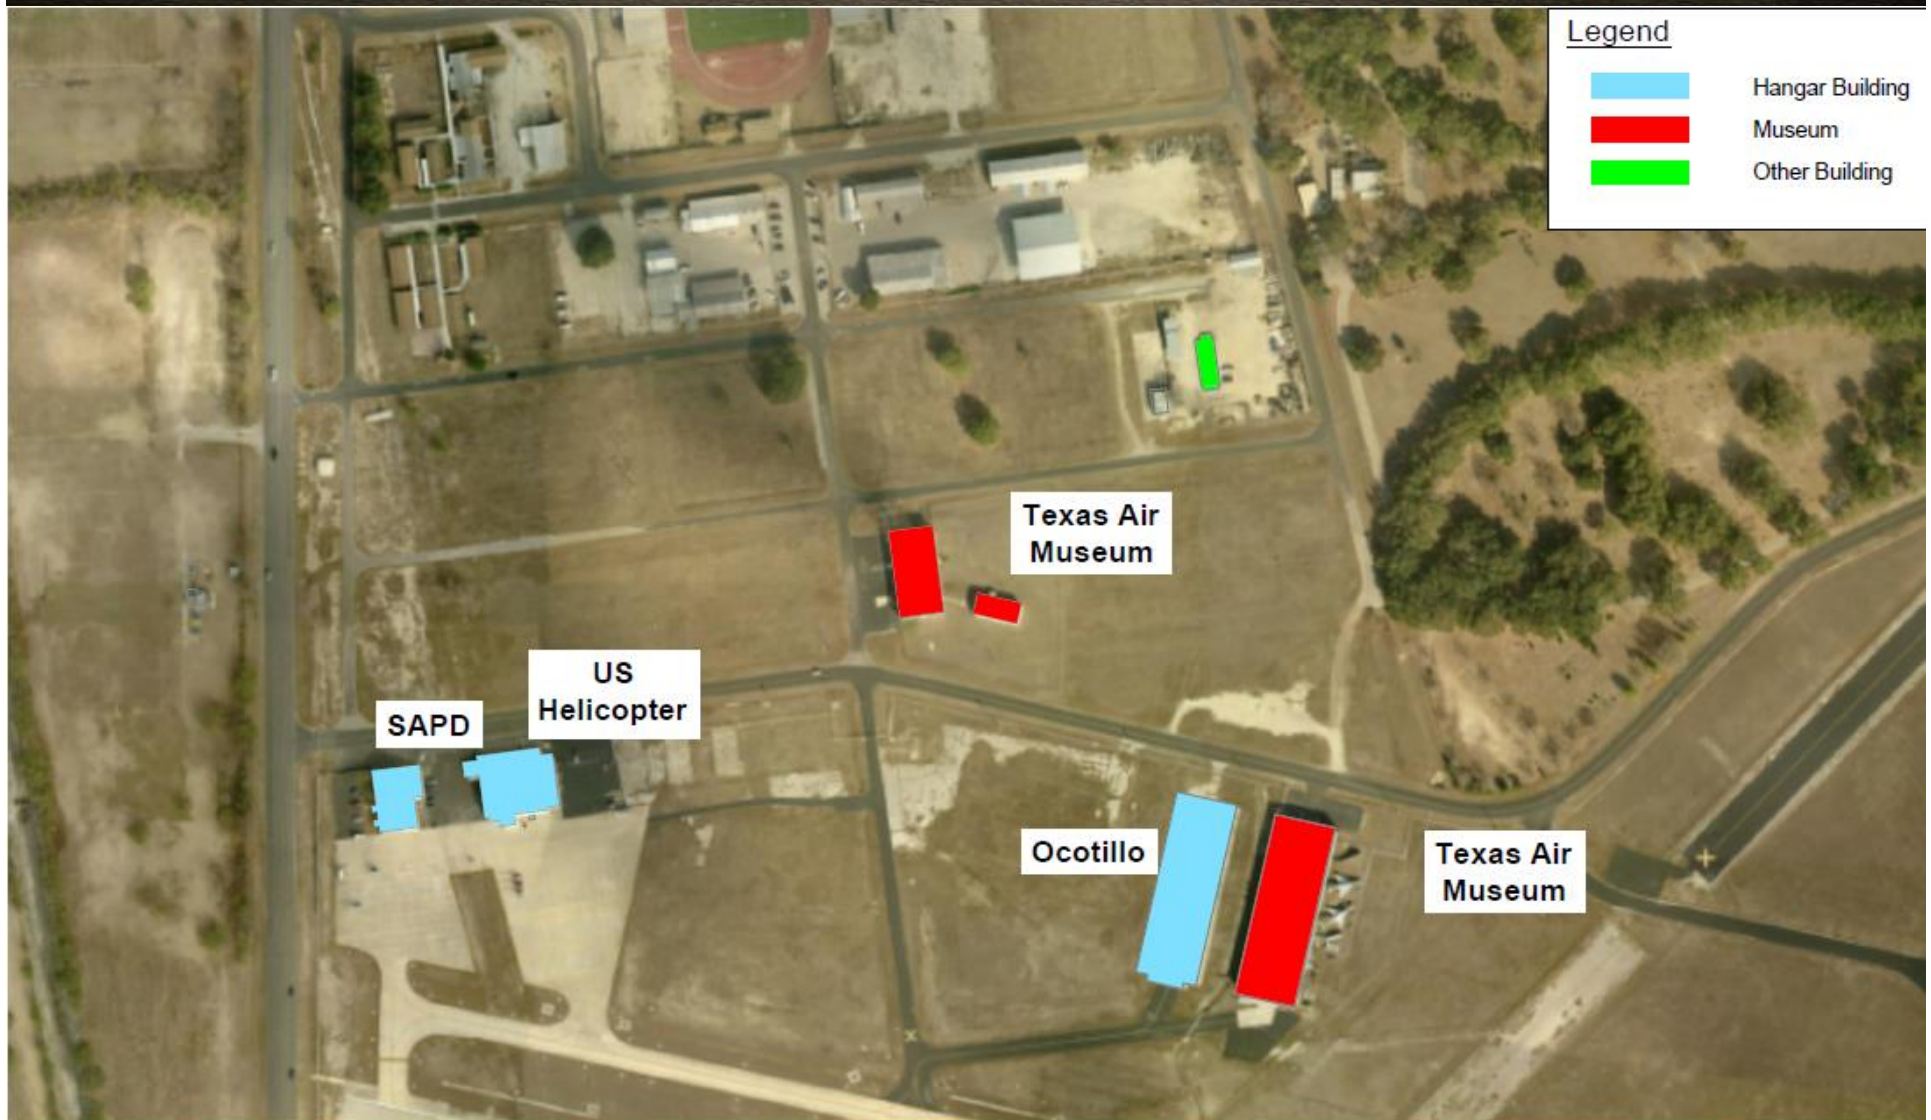 Legend
Hangar Building
Museum
Other Building
Texas Air
Museum
US
Helicopter
SAPD
Ocotillo
Texas Air
Museum